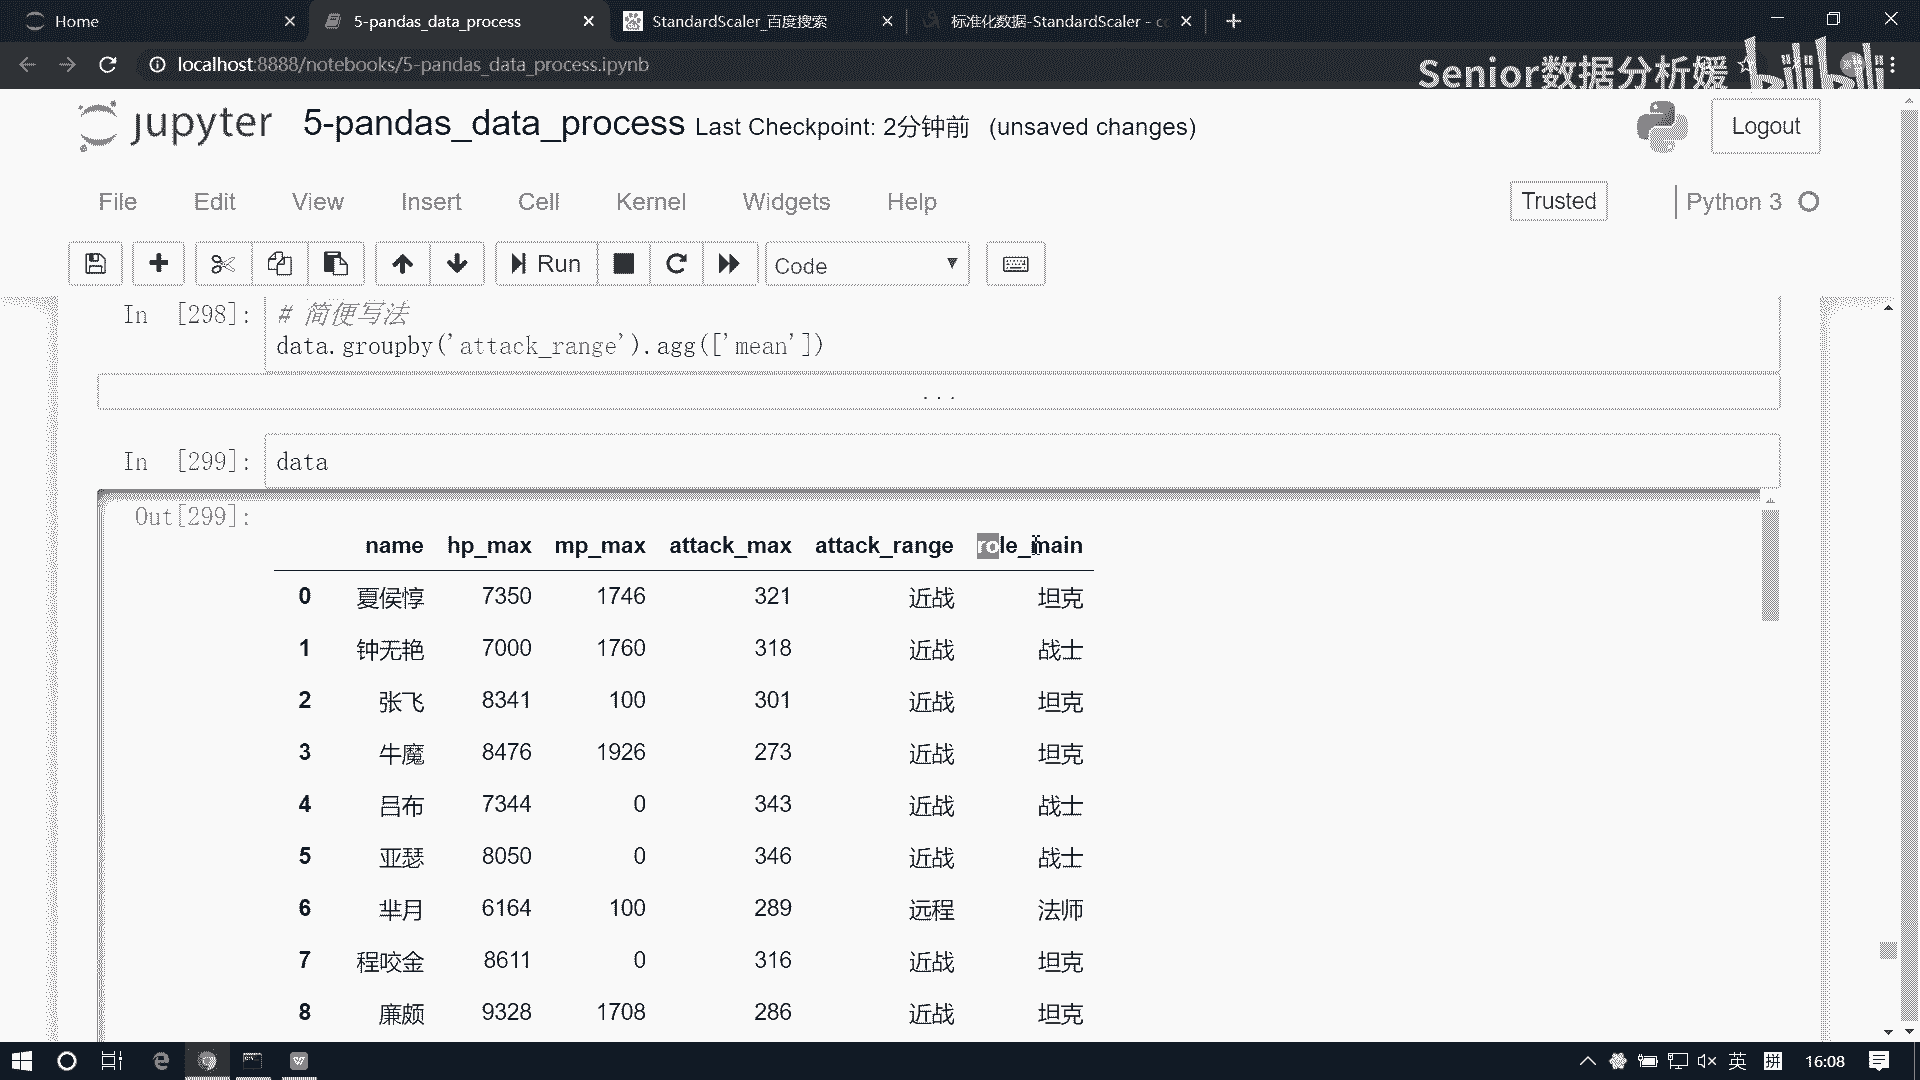 Home
5-pandas_data_process
StandardScaler_百度搜索
标准化数据-StandardScaler - c
localhost:8888/notebooks/5-pandas_data_process.ipynb
Senior数据分析媛 bilibili
jupyter 5-pandas_data_process Last Checkpoint: 2分钟前 (unsaved changes)
Logout
File Edit View Insert Cell Kernel Widgets Help
Trusted
Python 3
Run
Code
In [298]: # 简便写法
data.groupby('attack_range').agg(['mean'])
...
In [299]: data
Out[299]:
name hp_max mp_max attack_max attack_range role_main
0 夏侯惇 7350 1746 321 近战 坦克
1 钟无艳 7000 1760 318 近战 战士
2 张飞 8341 100 301 近战 坦克
3 牛魔 8476 1926 273 近战 坦克
4 吕布 7344 0 343 近战 战士
5 亚瑟 8050 0 346 近战 战士
6 芈月 6164 100 289 远程 法师
7 程咬金 8611 0 316 近战 坦克
8 廉颇 9328 1708 286 近战 坦克
英 拼 16:08